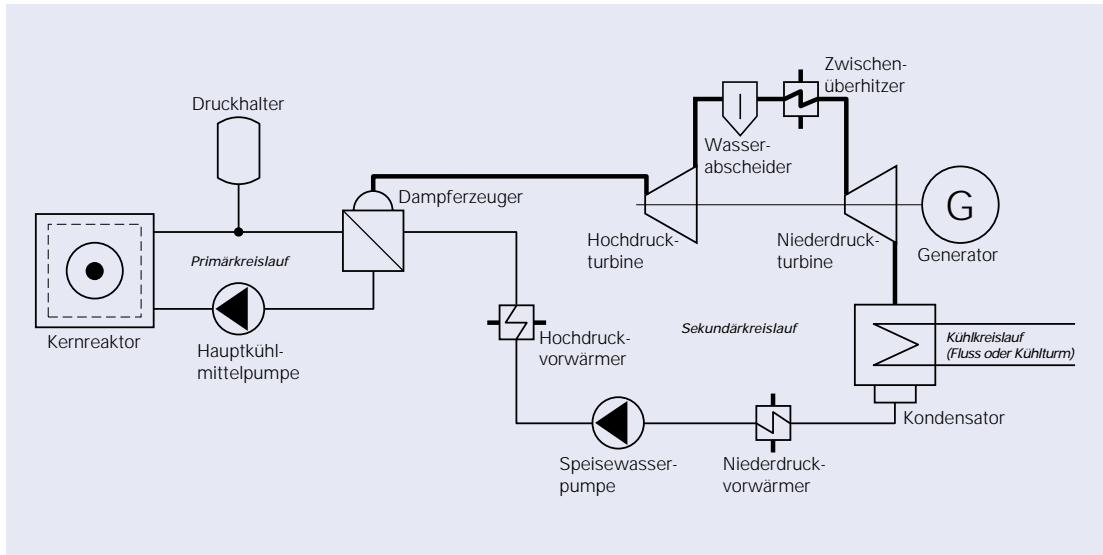 Zwischen-
überhitzer
Druckhalter
Wasser-
abscheider
Dampferzeuger
G
Hochdruck-
turbine
Niederdruck-
turbine
Generator
Primärkreislauf
Kernreaktor
Hauptkühl-
mittelpumpe
Hochdruck-
vorwärmer
Sekundärkreislauf
Kühlkreislauf
(Fluss oder Kühlturm)
Kondensator
Speisewasser-
pumpe
Niederdruck-
vorwärmer